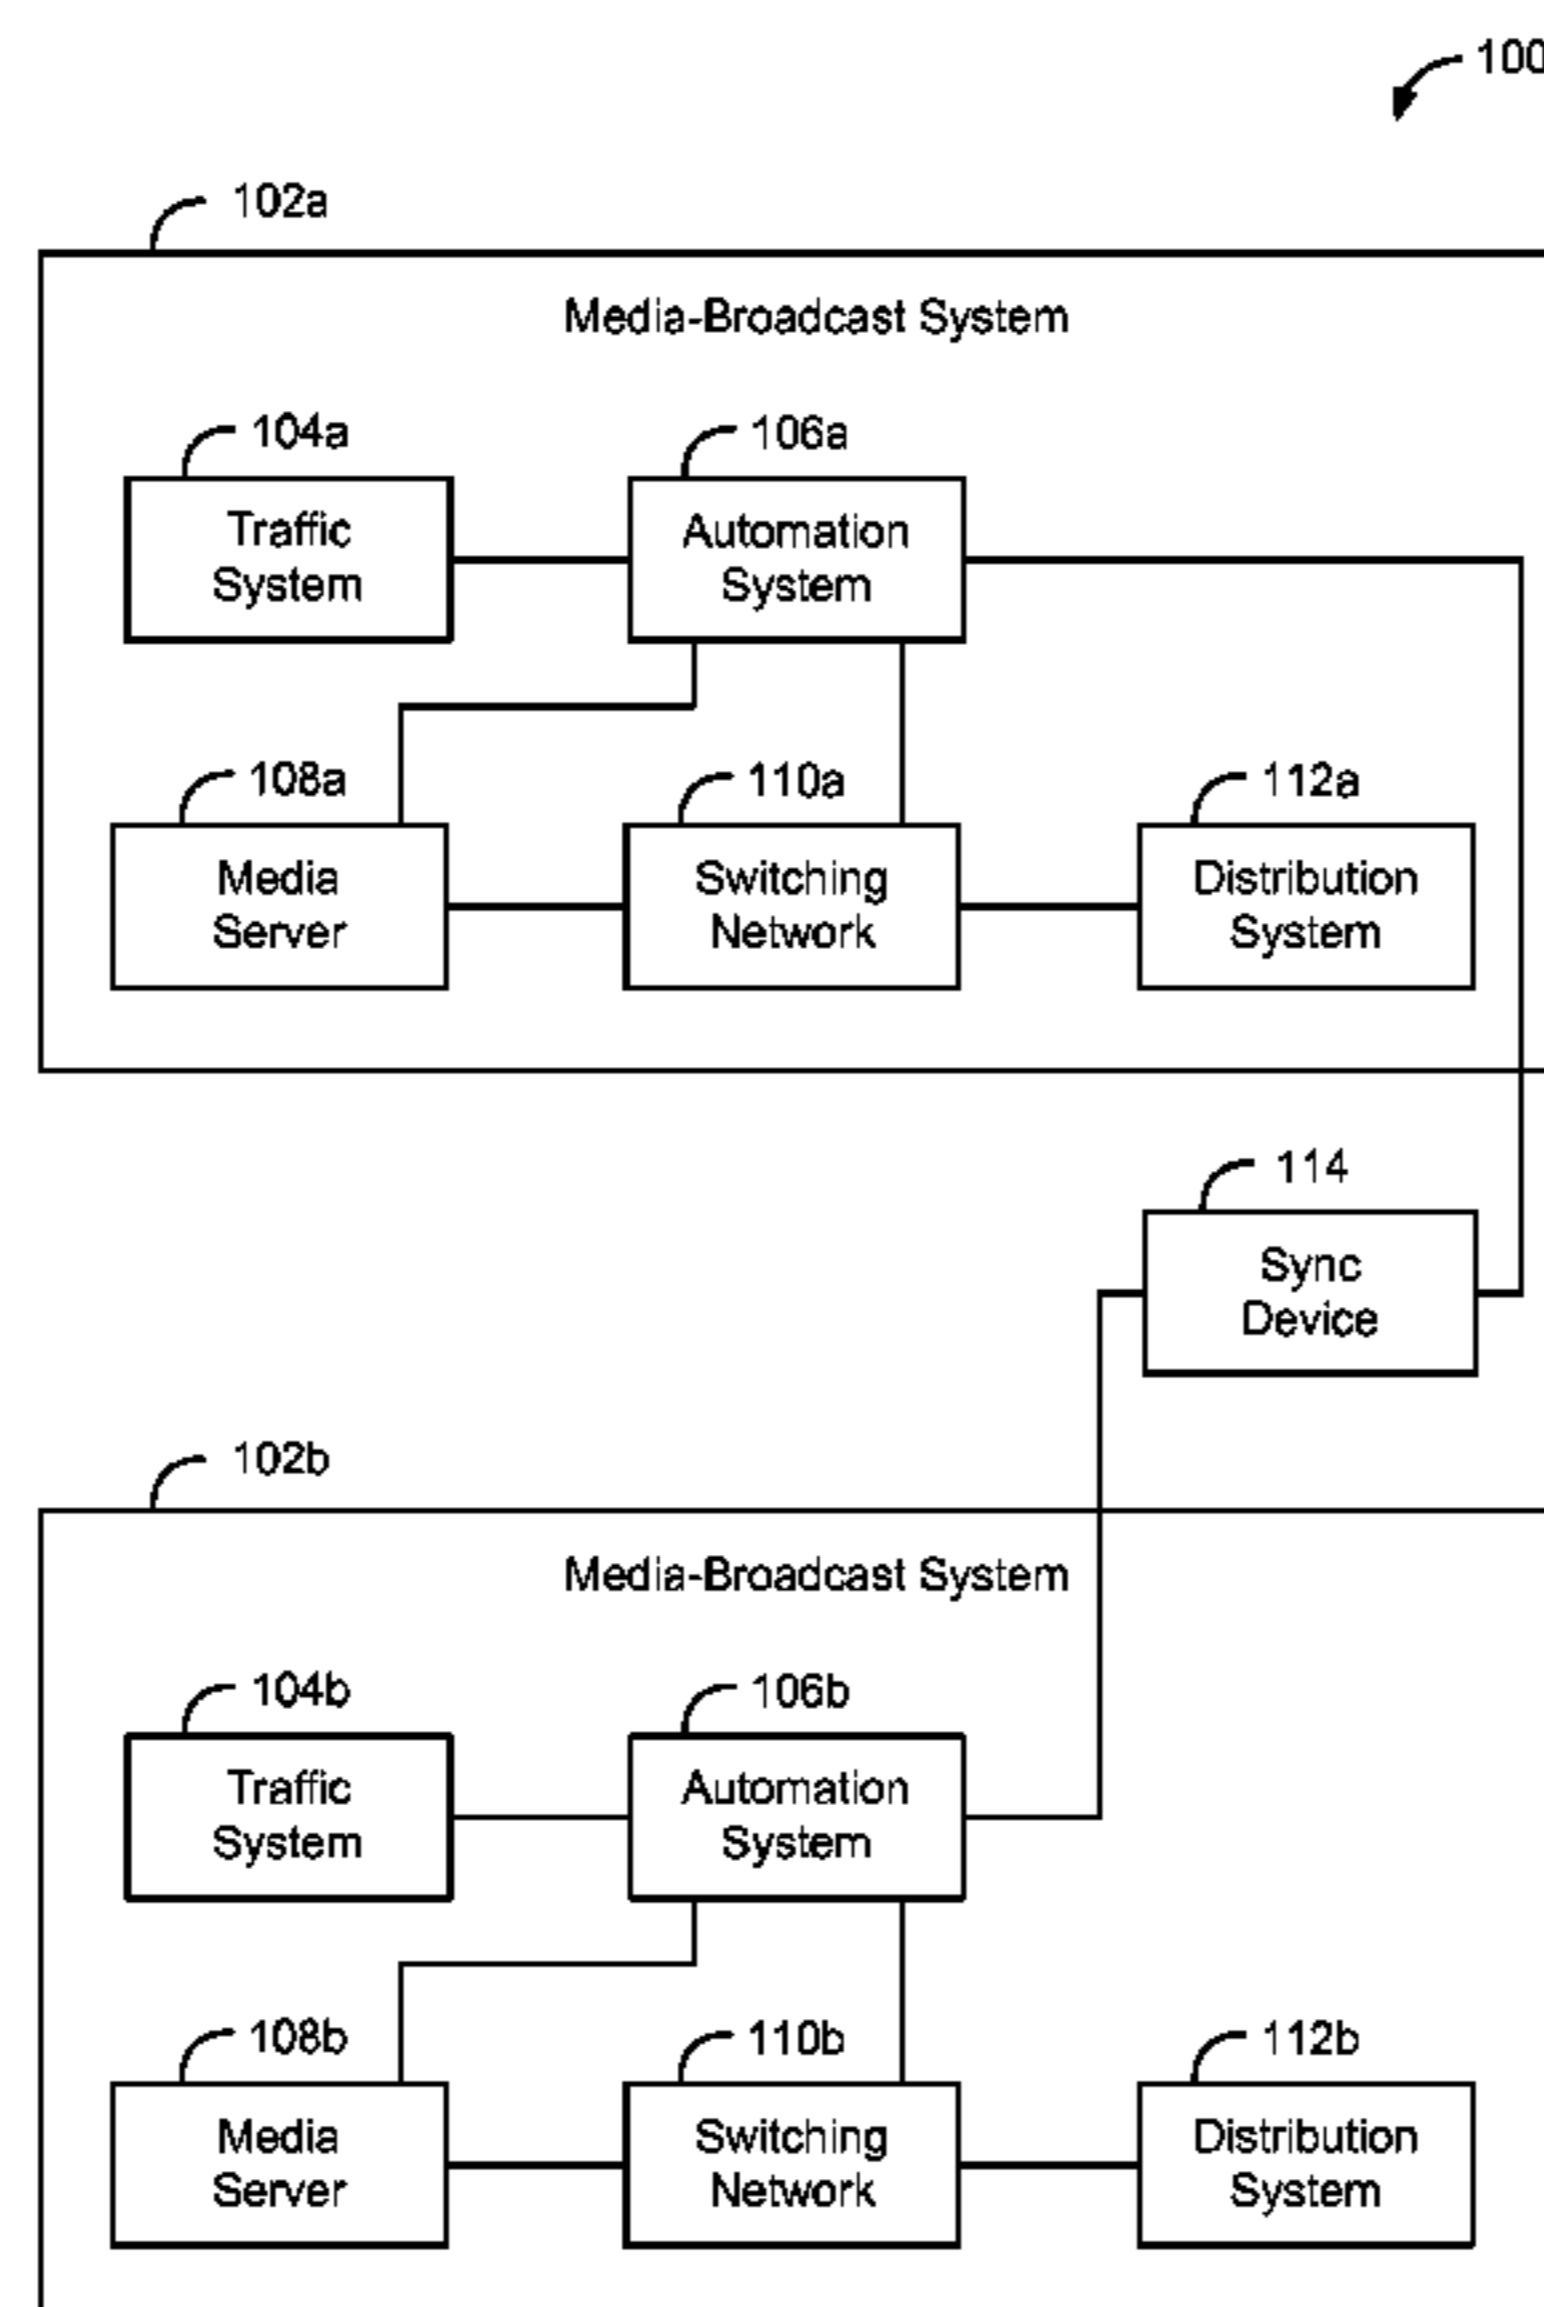 100
102a
Media-Broadcast System
104a
106a
Traffic
System
Automation
System
108a
110a
112a
Media
Server
Switching
Network
Distribution
System
114
Sync
Device
102b
Media-Broadcast System
104b
106b
Traffic
System
Automation
System
108b
110b
112b
Media
Server
Switching
Network
Distribution
System